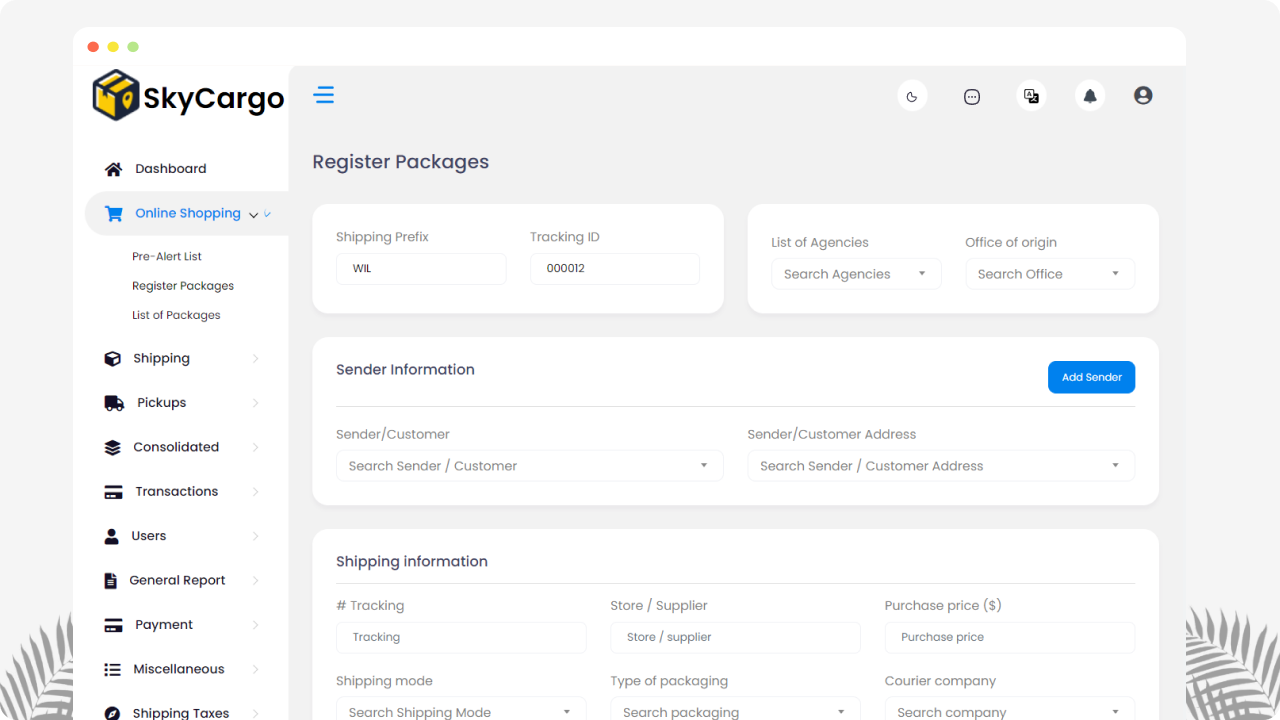 SkyCargo
Dashboard
Online Shopping
Pre-Alert List
Register Packages
List of Packages
Shipping
Pickups
Consolidated
Transactions
Users
General Report
Payment
Miscellaneous
Shipping Taxes
Register Packages
Shipping Prefix Tracking ID
WIL 000012
List of Agencies Office of origin
Search Agencies Search Office
Sender Information
Add Sender
Sender/Customer Sender/Customer Address
Search Sender / Customer Search Sender / Customer Address
Shipping information
# Tracking Store / Supplier Purchase price ($)
Tracking Store / supplier Purchase price
Shipping mode Type of packaging Courier company
Search Shipping Mode Search packaging Search company